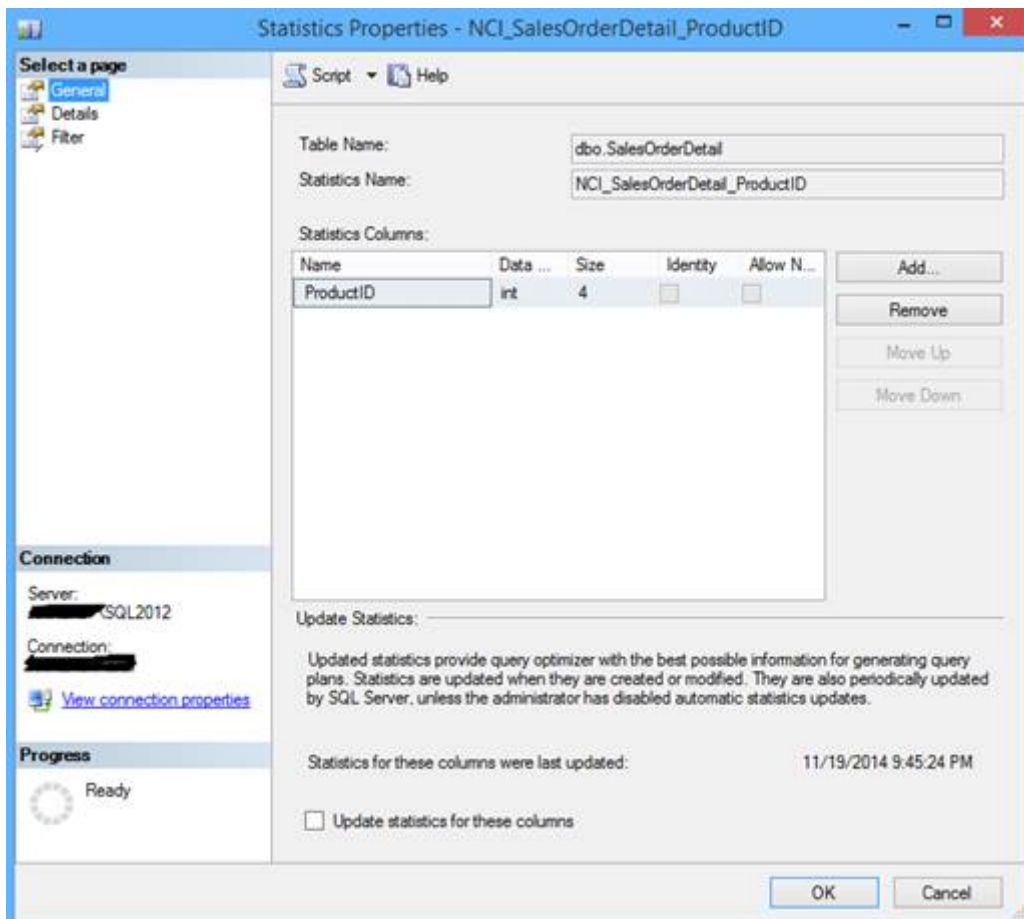 Statistics Properties - NCI_SalesOrderDetail_ProductID
Select a page
General
Details
Filter
Script Help
Table Name: dbo.SalesOrderDetail
Statistics Name: NCI_SalesOrderDetail_ProductID
Statistics Columns:
Name Data ... Size Identity Allow N...
ProductID int 4
Add...
Remove
Move Up
Move Down
Connection
Server:
\SQL2012
Connection:
View connection properties
Progress
Ready
Update Statistics:
Updated statistics provide query optimizer with the best possible information for generating query
plans. Statistics are updated when they are created or modified. They are also periodically updated
by SQL Server, unless the administrator has disabled automatic statistics updates.
Statistics for these columns were last updated: 11/19/2014 9:45:24 PM
Update statistics for these columns
OK Cancel